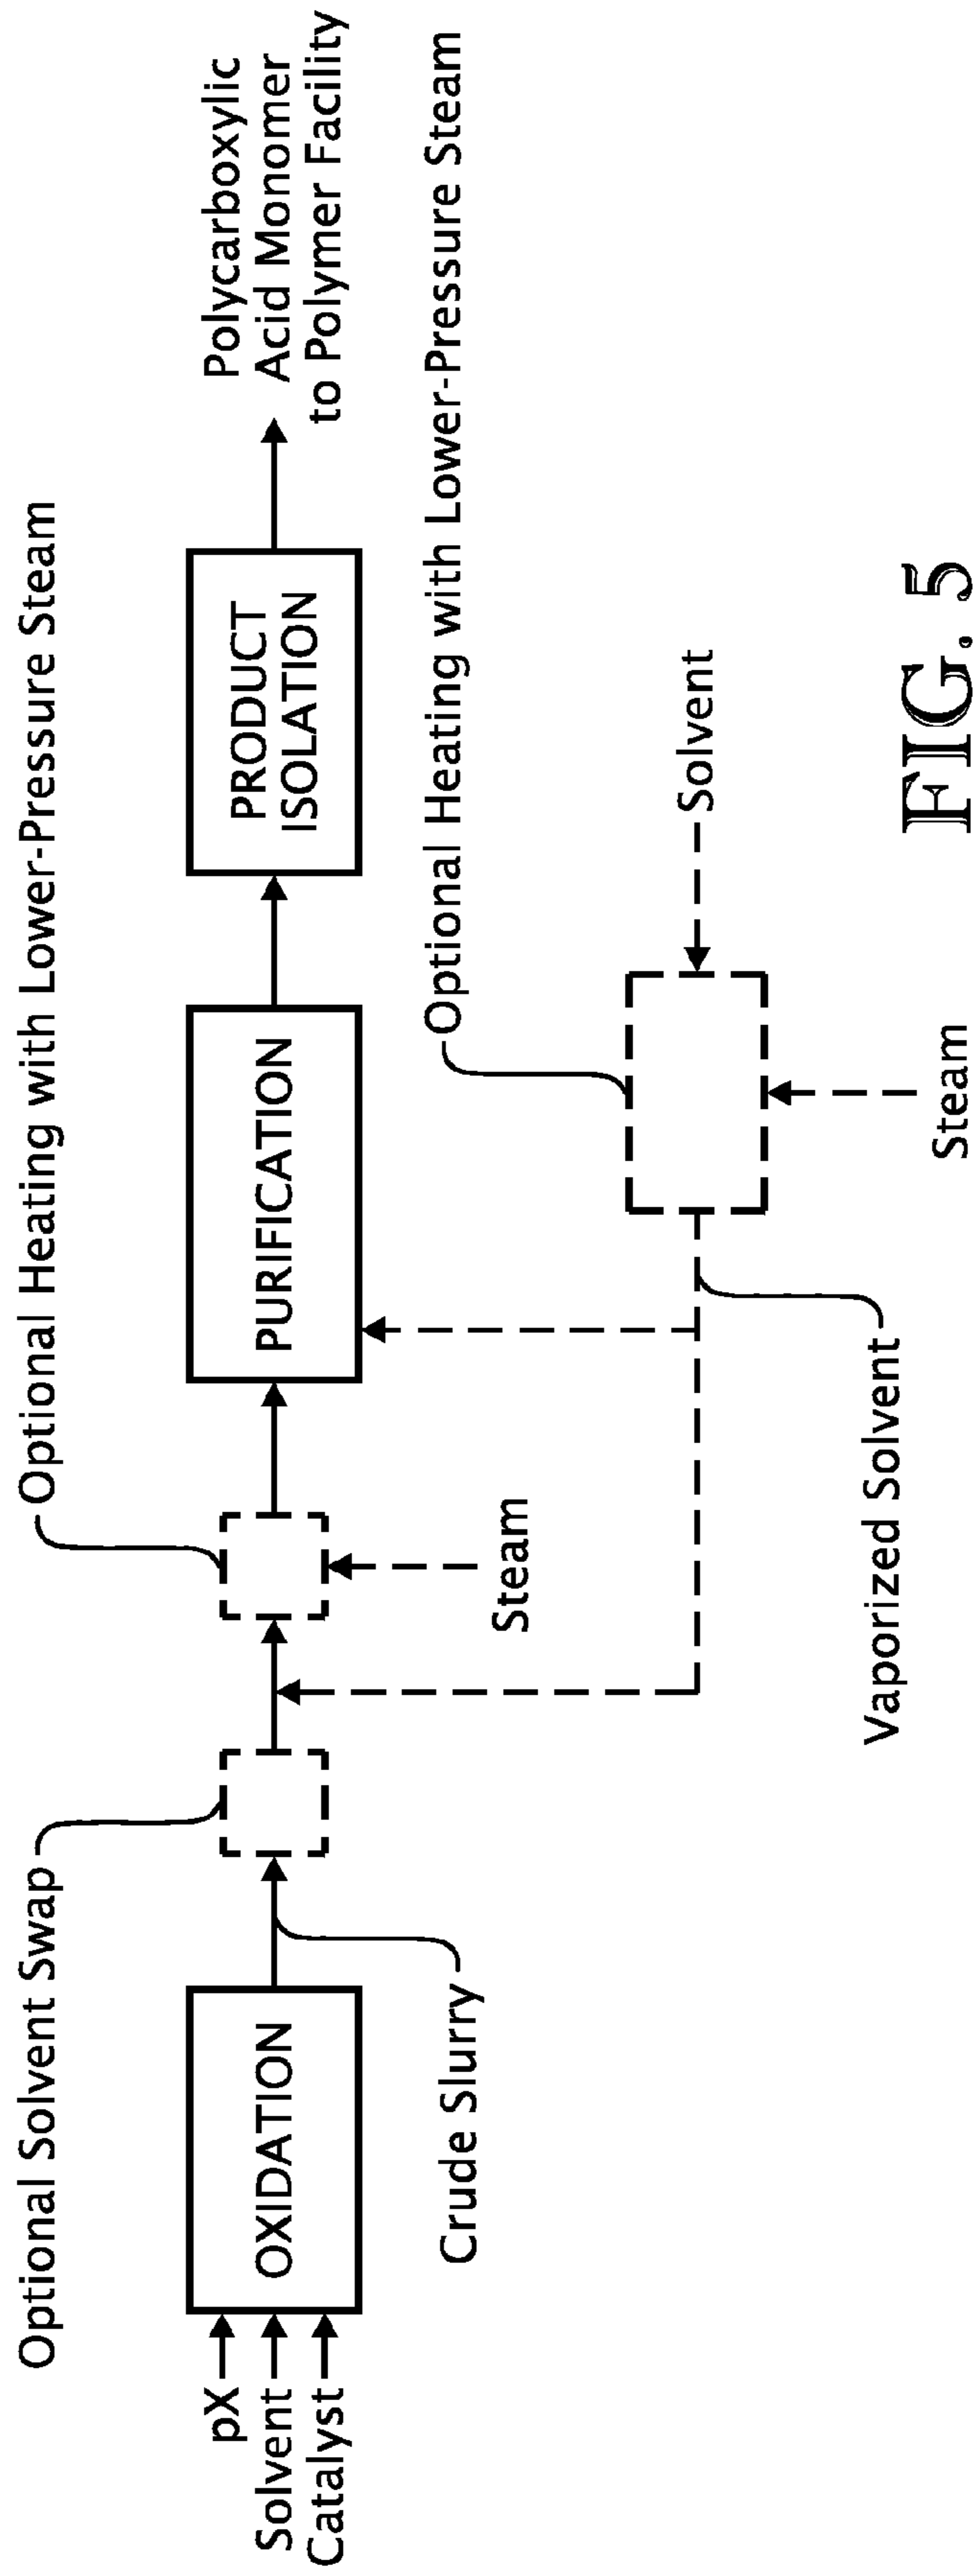 Optional Solvent Swap
Optional Heating with Lower-Pressure Steam
pX
Solvent
Catalyst
OXIDATION
Crude Slurry
Steam
PURIFICATION
PRODUCT
ISOLATION
Polycarboxylic
Acid Monomer
to Polymer Facility
Optional Heating with Lower-Pressure Steam
Solvent
Steam
Vaporized Solvent
FIG. 5